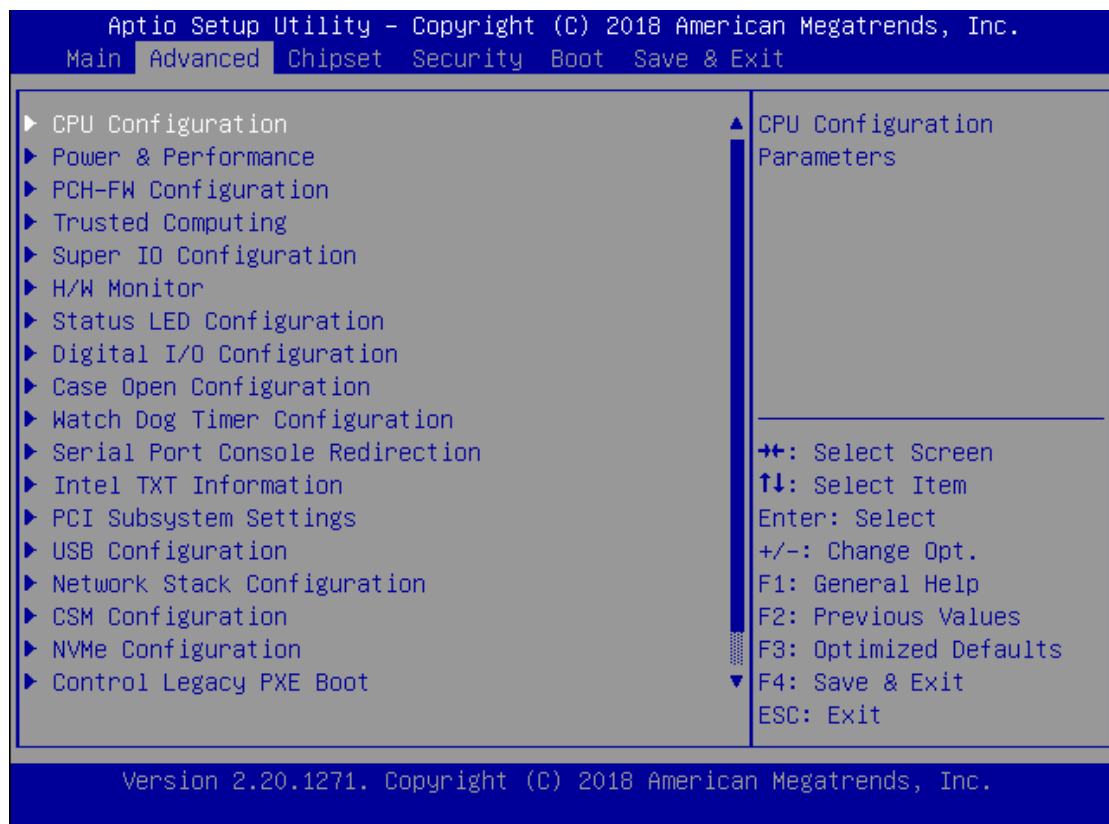 Aptio Setup Utility – Copyright (C) 2018 American Megatrends, Inc.
Main Advanced Chipset Security Boot Save & Exit
▶ CPU Configuration
▶ Power & Performance
▶ PCH-FW Configuration
▶ Trusted Computing
▶ Super IO Configuration
▶ H/W Monitor
▶ Status LED Configuration
▶ Digital I/O Configuration
▶ Case Open Configuration
▶ Watch Dog Timer Configuration
▶ Serial Port Console Redirection
▶ Intel TXT Information
▶ PCI Subsystem Settings
▶ USB Configuration
▶ Network Stack Configuration
▶ CSM Configuration
▶ NVMe Configuration
▶ Control Legacy PXE Boot
CPU Configuration
Parameters
→←: Select Screen
↑↓: Select Item
Enter: Select
+/-: Change Opt.
F1: General Help
F2: Previous Values
F3: Optimized Defaults
F4: Save & Exit
ESC: Exit
Version 2.20.1271. Copyright (C) 2018 American Megatrends, Inc.